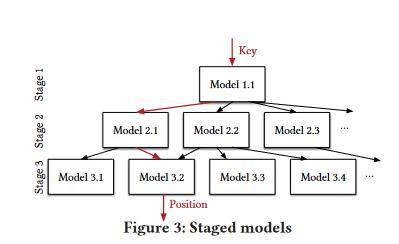 Key
Stage 1
Model 1.1
Stage 2
Model 2.1
Model 2.2
Model 2.3
...
Stage 3
Model 3.1
Model 3.2
Model 3.3
Model 3.4
...
Position
Figure 3: Staged models